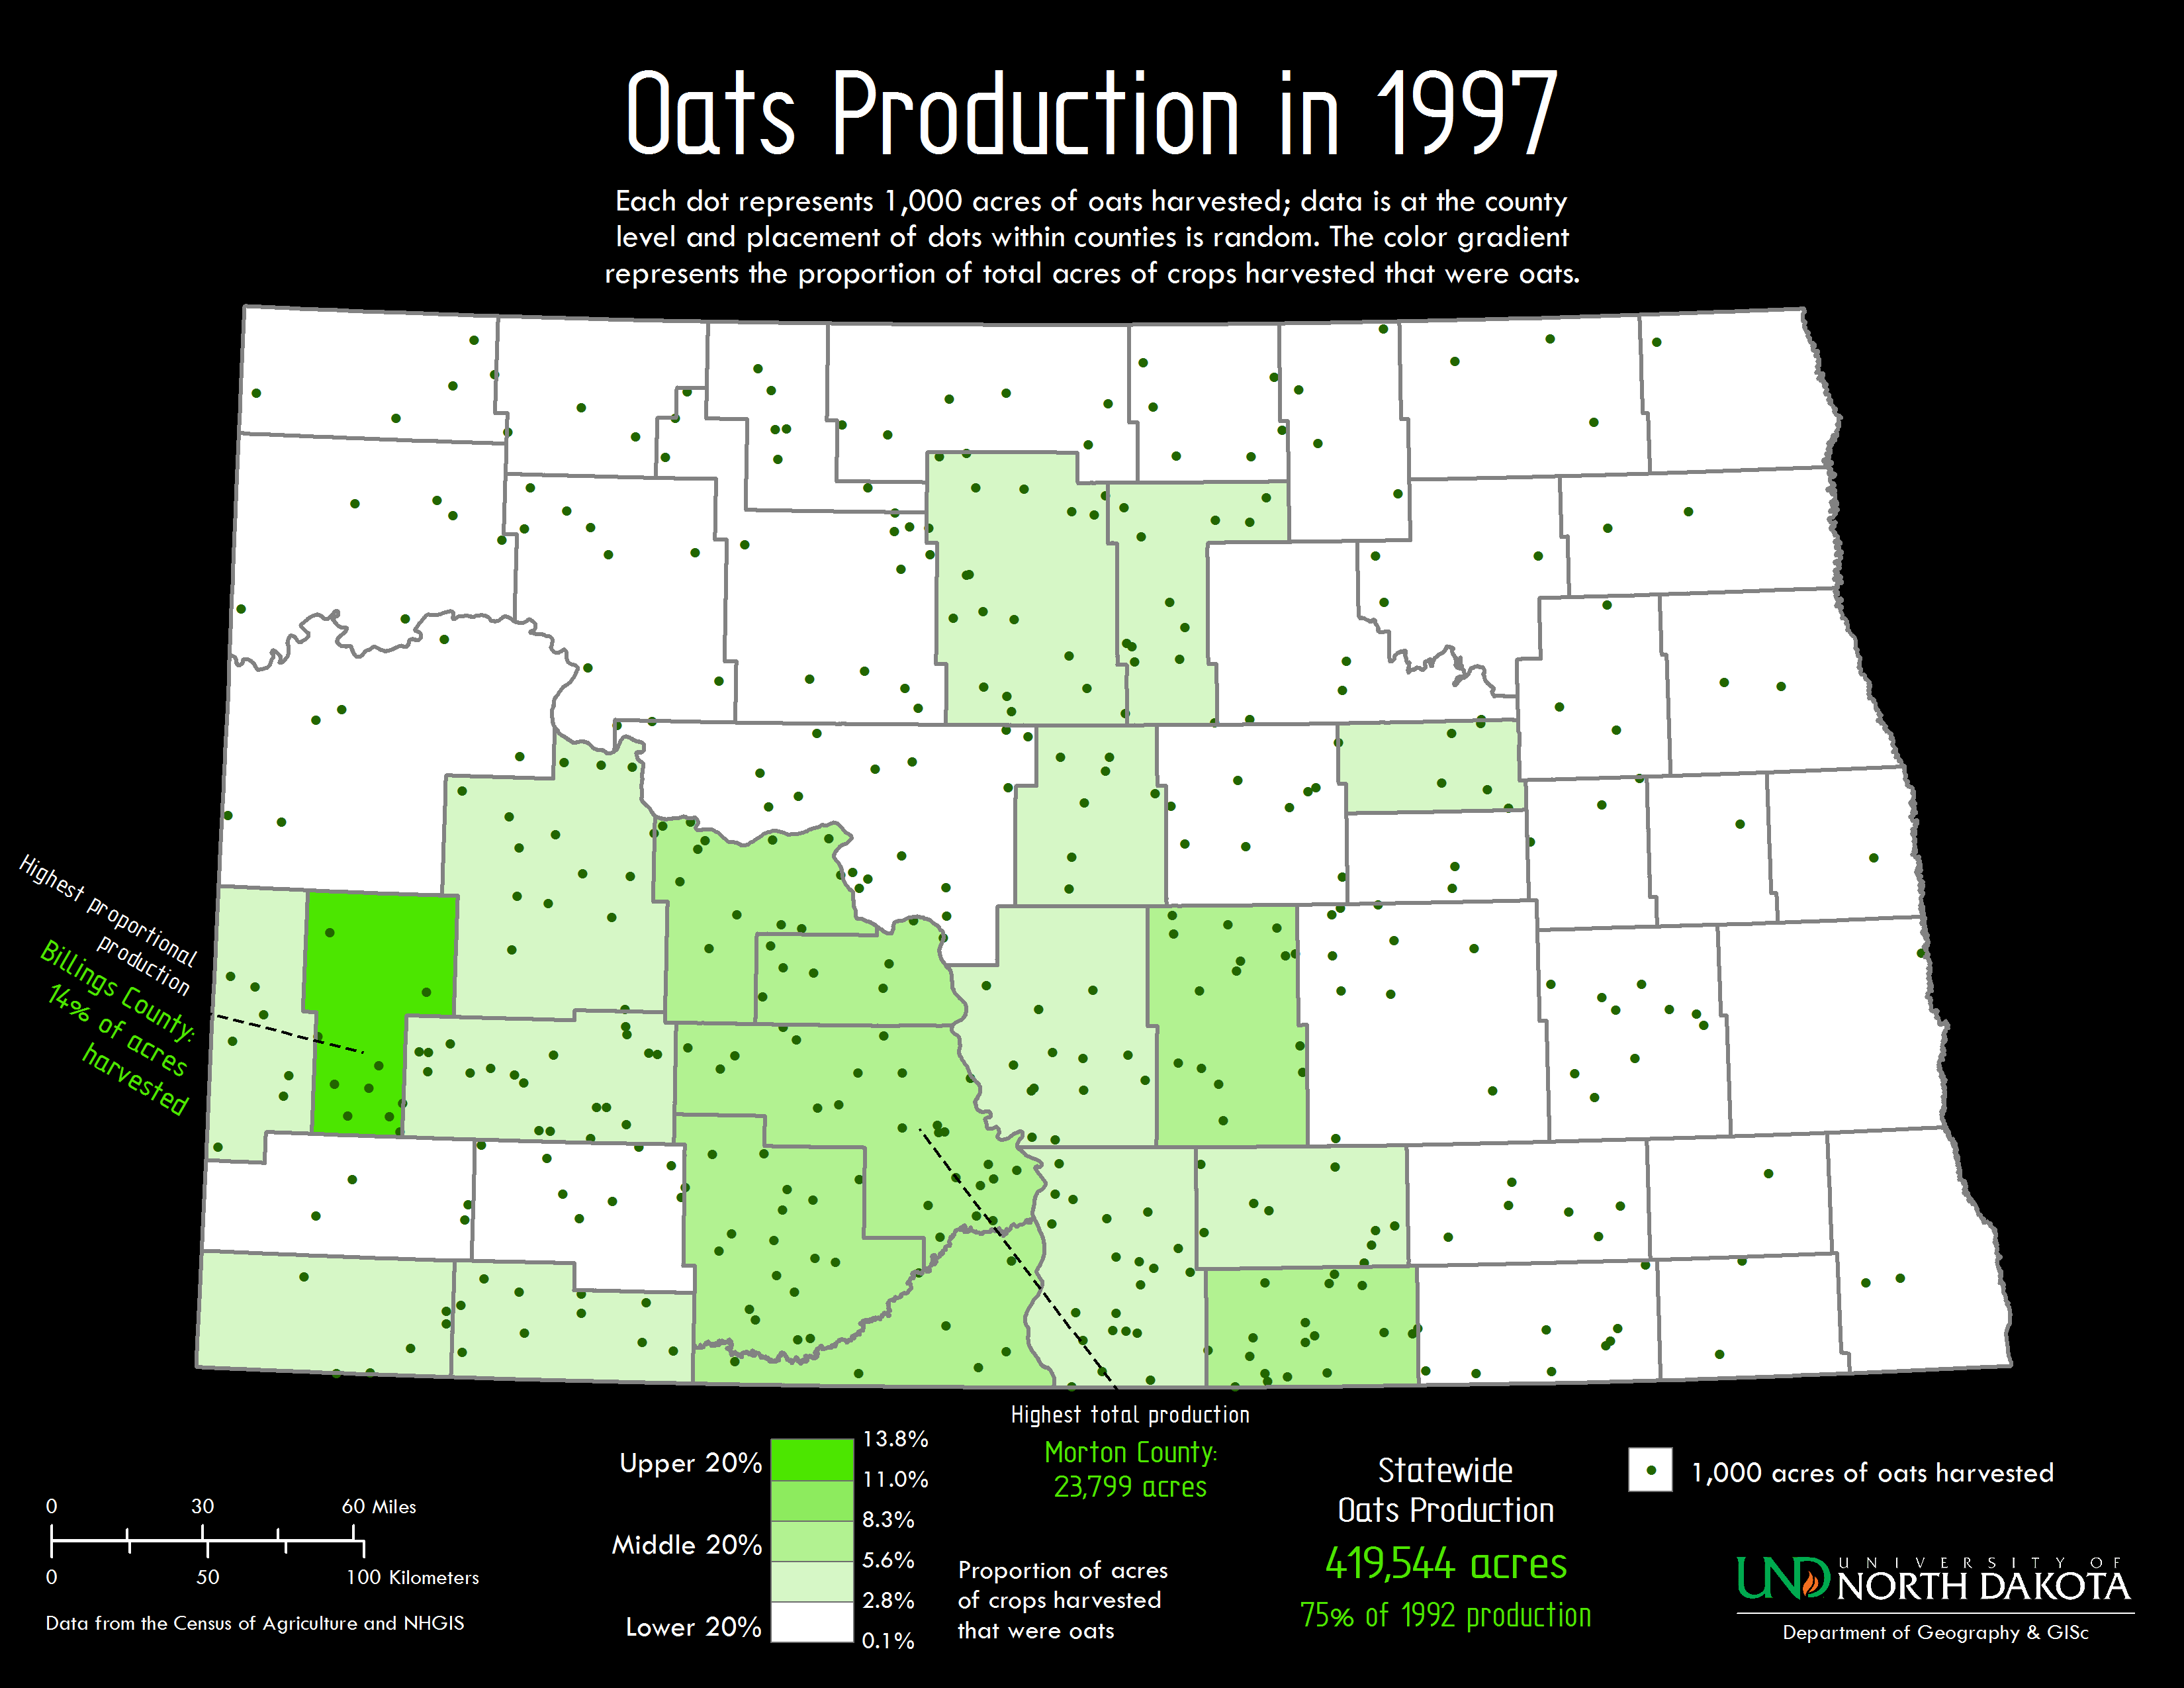 Oats Production in 1997
Each dot represents 1,000 acres of oats harvested; data is at the county
level and placement of dots within counties is random. The color gradient
represents the proportion of total acres of crops harvested that were oats.
Highest proportional
production
Billings County:
14% of acres
harvested
Highest total production
Morton County:
23,799 acres
Upper 20%
Middle 20%
Lower 20%
13.8%
11.0%
8.3%
5.6%
2.8%
0.1%
Proportion of acres
of crops harvested
that were oats
Statewide
Oats Production
419,544 acres
75% of 1992 production
1,000 acres of oats harvested
0 30 60 Miles
0 50 100 Kilometers
Data from the Census of Agriculture and NHGIS
UND UNIVERSITY OF
NORTH DAKOTA
Department of Geography & GISc